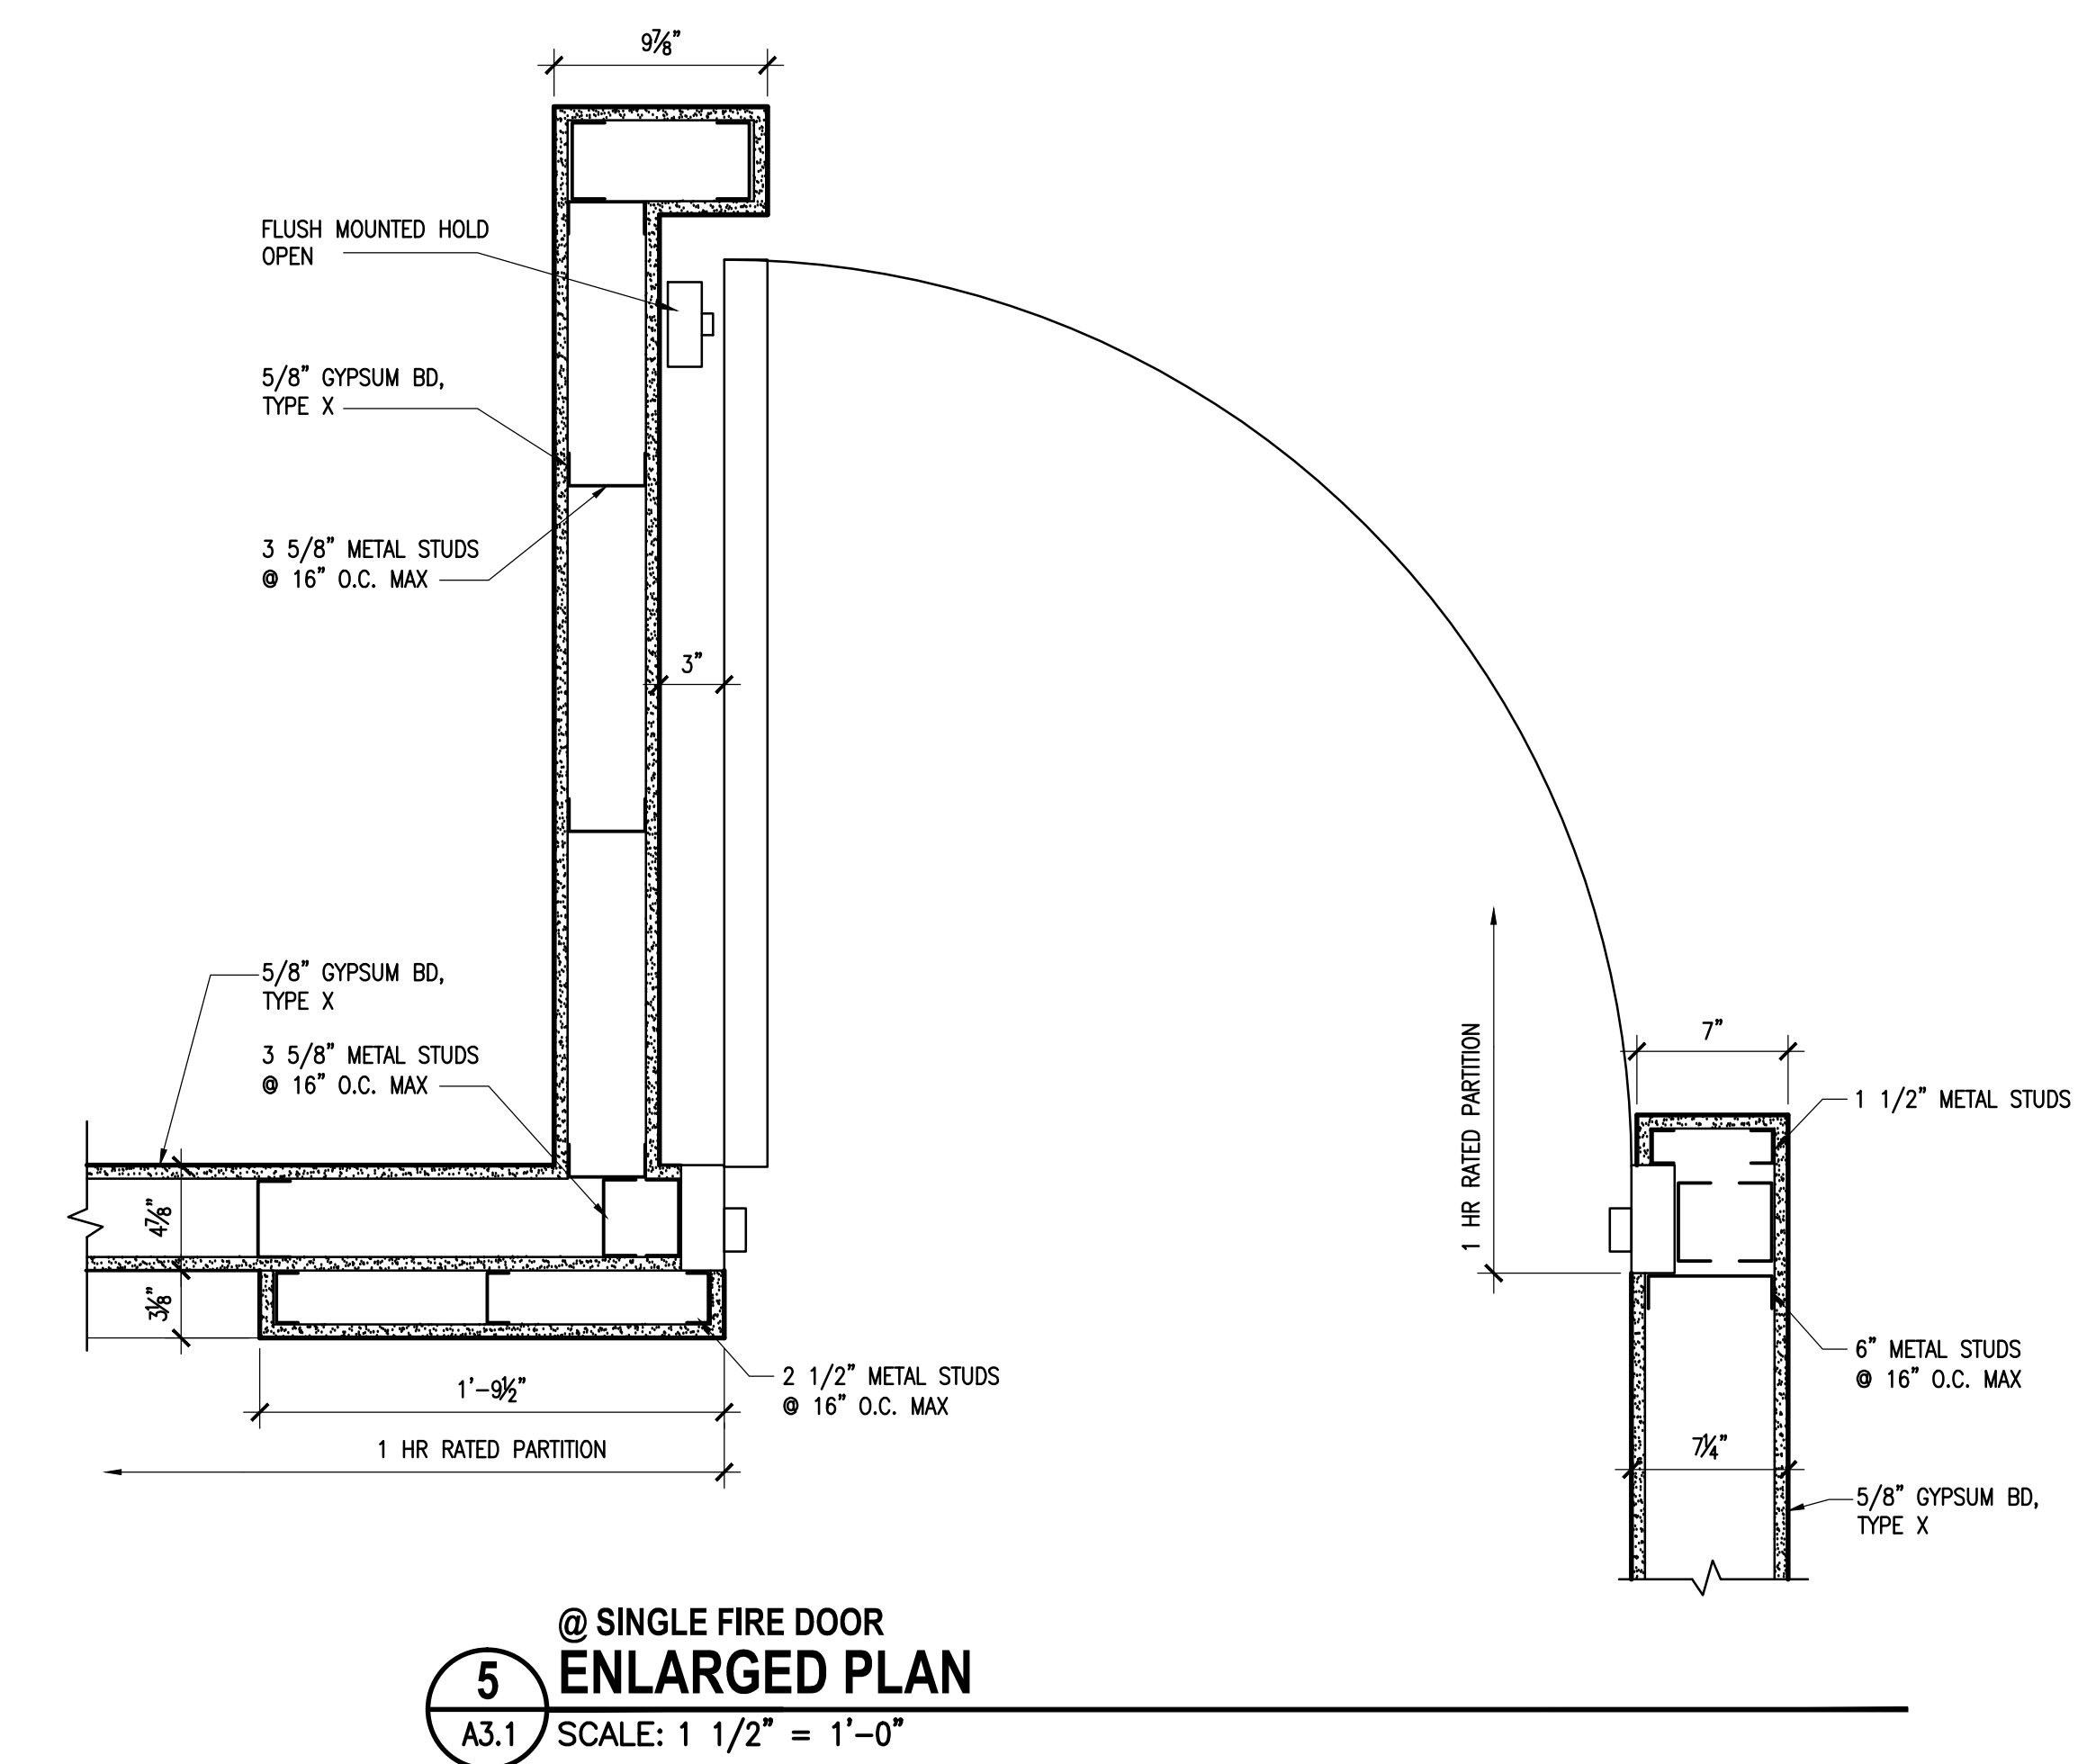 9⅞"
FLUSH MOUNTED HOLD
OPEN
5/8" GYPSUM BD,
TYPE X
3 5/8" METAL STUDS
@ 16" O.C. MAX
3"
5/8" GYPSUM BD,
TYPE X
3 5/8" METAL STUDS
@ 16" O.C. MAX
4⅞"
3⅛"
1'-9½"
1 HR RATED PARTITION
2 1/2" METAL STUDS
@ 16" O.C. MAX
1 HR RATED PARTITION
7"
1 1/2" METAL STUDS
6" METAL STUDS
@ 16" O.C. MAX
7¼"
5/8" GYPSUM BD,
TYPE X
@ SINGLE FIRE DOOR
5 ENLARGED PLAN
A3.1 SCALE: 1 1/2" = 1'-0"